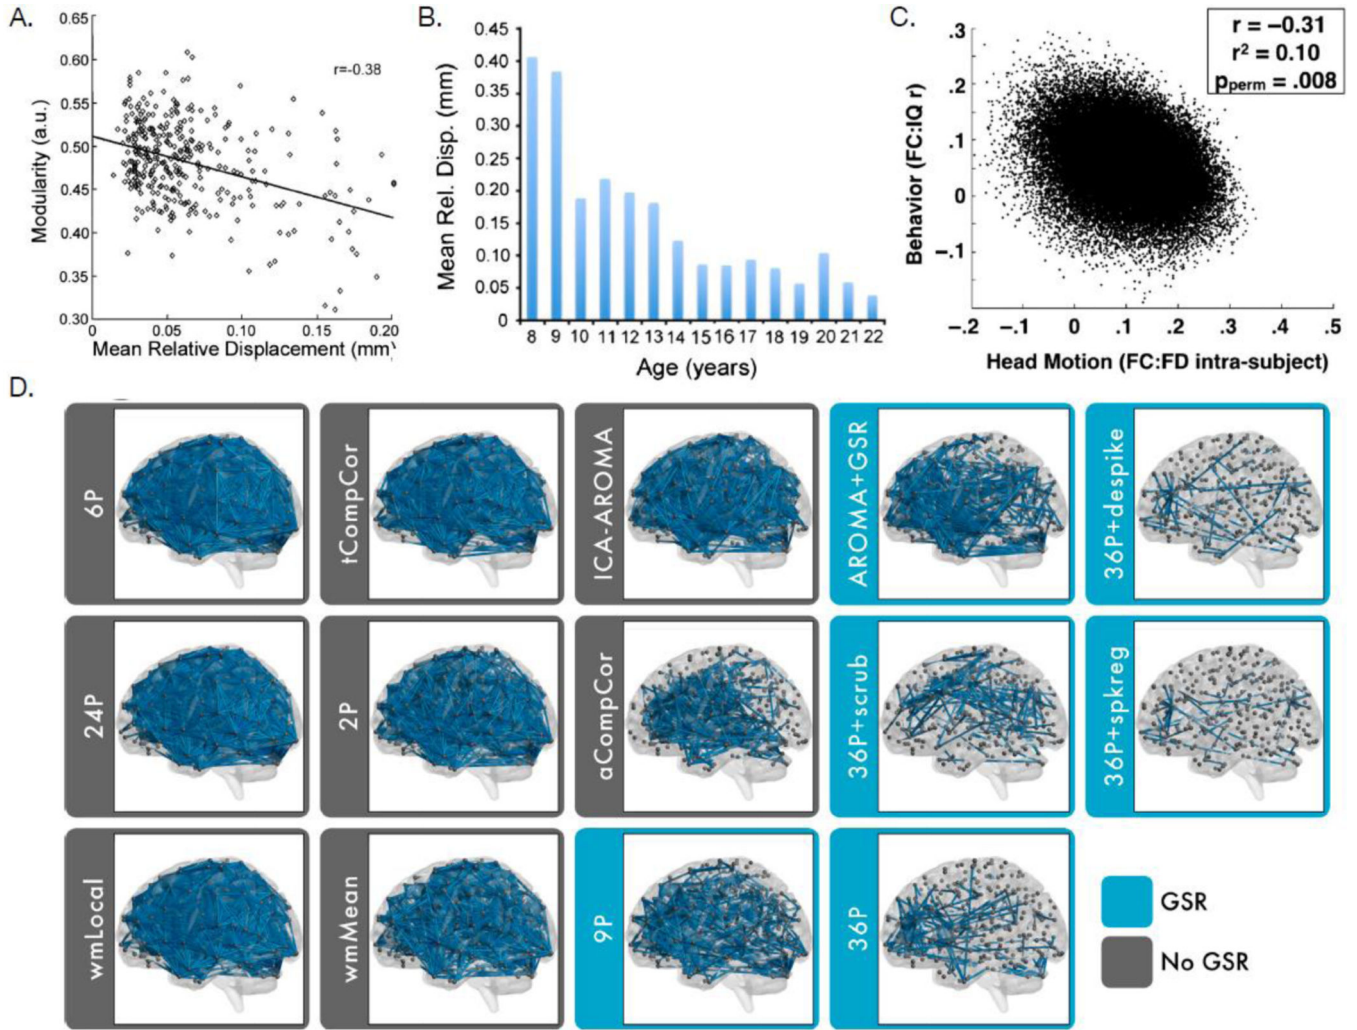 A.
0.65
0.60
0.55
0.50
0.45
0.40
0.35
0.30
Modularity (a.u.)
r=-0.38
0
0.05
0.10
0.15
0.20
Mean Relative Displacement (mm)
B.
0.45
0.40
0.35
0.30
0.25
0.20
0.15
0.10
0.05
0
Mean Rel. Disp. (mm)
8 9 10 11 12 13 14 15 16 17 18 19 20 21 22
Age (years)
C.
r = −0.31
r² = 0.10
pperm = .008
.3
.2
.1
0
−.1
Behavior (FC:IQ r)
−.2 −.1 0 .1 .2 .3 .4 .5
Head Motion (FC:FD intra-subject)
D.
6P
tCompCor
ICA-AROMA
AROMA+GSR
36P+despike
24P
2P
aCompCor
36P+scrub
36P+spkreg
wmLocal
wmMean
9P
36P
GSR
No GSR